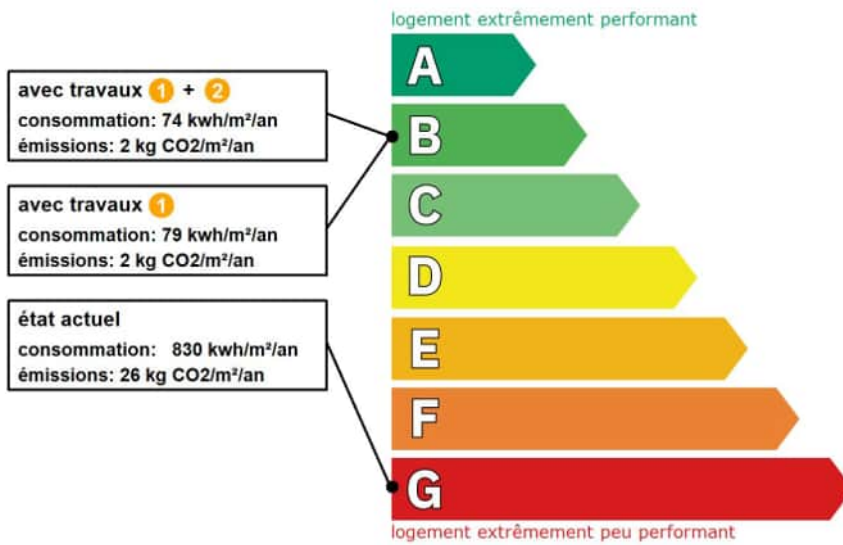 logement extrêmement performant
avec travaux 1 + 2
consommation: 74 kwh/m²/an
émissions: 2 kg CO2/m²/an
avec travaux 1
consommation: 79 kwh/m²/an
émissions: 2 kg CO2/m²/an
état actuel
consommation: 830 kwh/m²/an
émissions: 26 kg CO2/m²/an
A
B
C
D
E
F
G
logement extrêmement peu performant